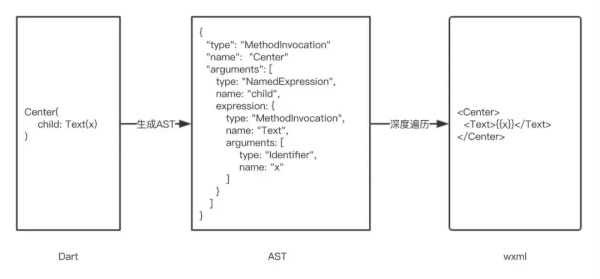 Center(
child: Text(x)
)
生成AST
{
"type": "MethodInvocation"
"name": "Center"
"arguments": [
type: "NamedExpression",
name: "child",
expression: {
type: "MethodInvocation",
name: "Text",
arguments: [
type: "Identifier",
name: "x"
]
}
]
}
深度遍历
<Center>
<Text>{{x}}</Text>
</Center>
Dart
AST
wxml